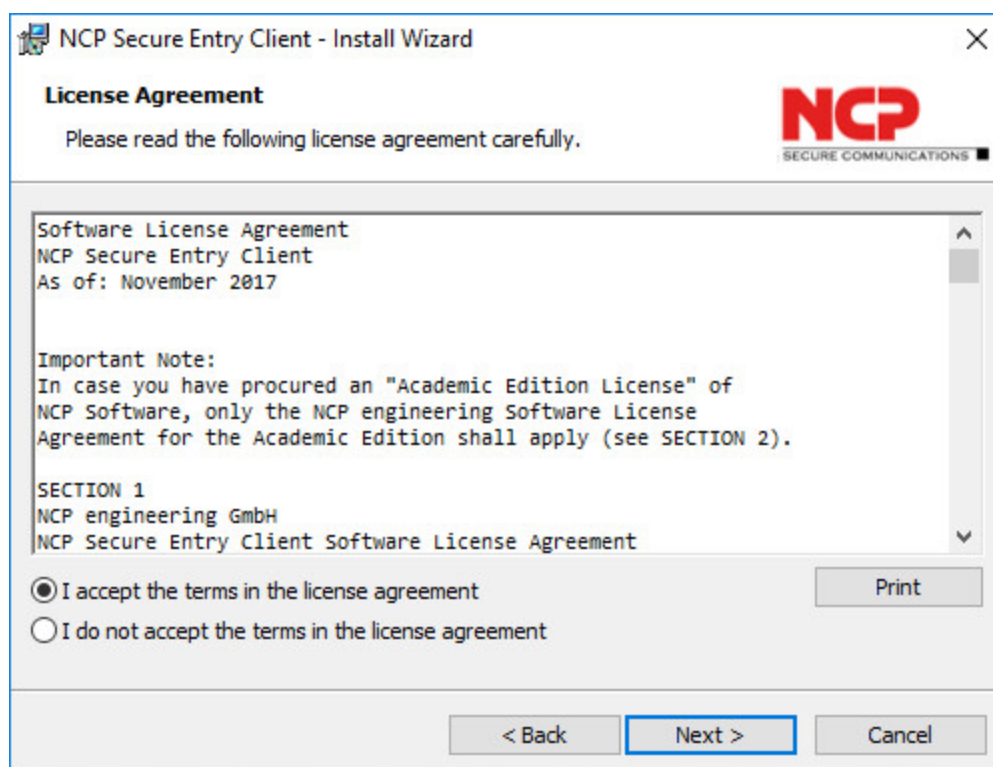 NCP Secure Entry Client - Install Wizard
License Agreement
Please read the following license agreement carefully.
NCP
SECURE COMMUNICATIONS
Software License Agreement
NCP Secure Entry Client
As of: November 2017
Important Note:
In case you have procured an "Academic Edition License" of
NCP Software, only the NCP engineering Software License
Agreement for the Academic Edition shall apply (see SECTION 2).
SECTION 1
NCP engineering GmbH
NCP Secure Entry Client Software License Agreement
I accept the terms in the license agreement
Print
I do not accept the terms in the license agreement
< Back
Next >
Cancel